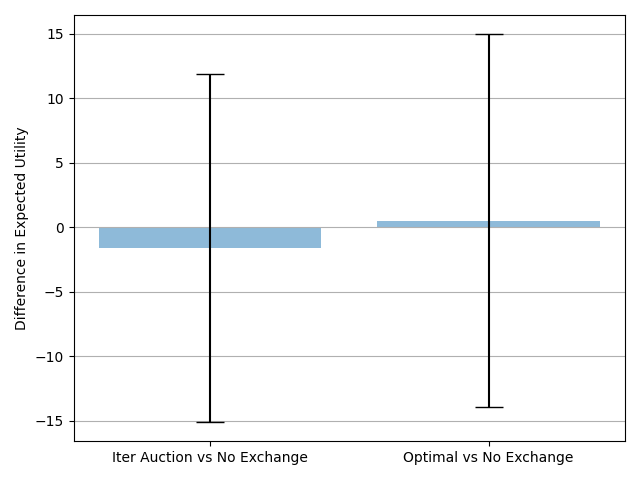 15
10
5
0
−5
−10
−15
Difference in Expected Utility
Iter Auction vs No Exchange
Optimal vs No Exchange